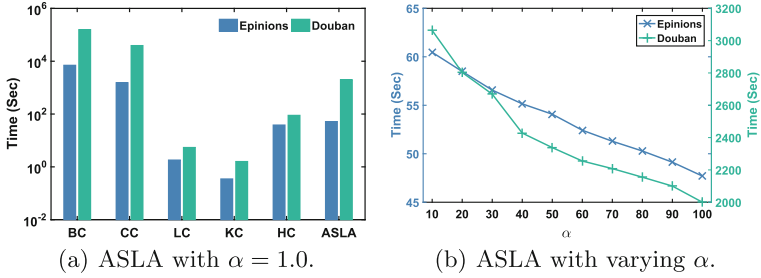 10^6
10^4
10^2
10^0
10^-2
Time (Sec)
Epinions Douban
BC CC LC KC HC ASLA
(a) ASLA with α = 1.0.
65
60
55
50
45
Time (Sec)
Epinions
Douban
3200
3000
2800
2600
2400
2200
2000
Time (Sec)
10 20 30 40 50 60 70 80 90 100
α
(b) ASLA with varying α.